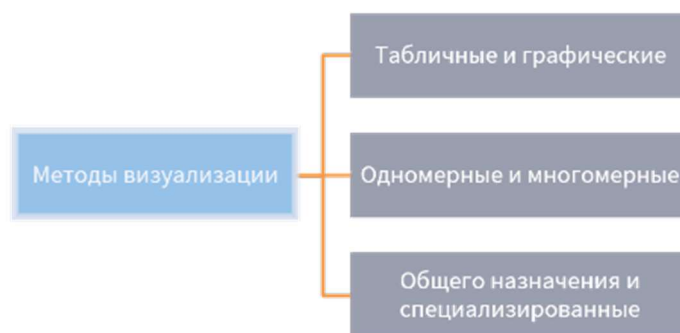 Табличные и графические
Методы визуализации
Одномерные и многомерные
Общего назначения и
специализированные